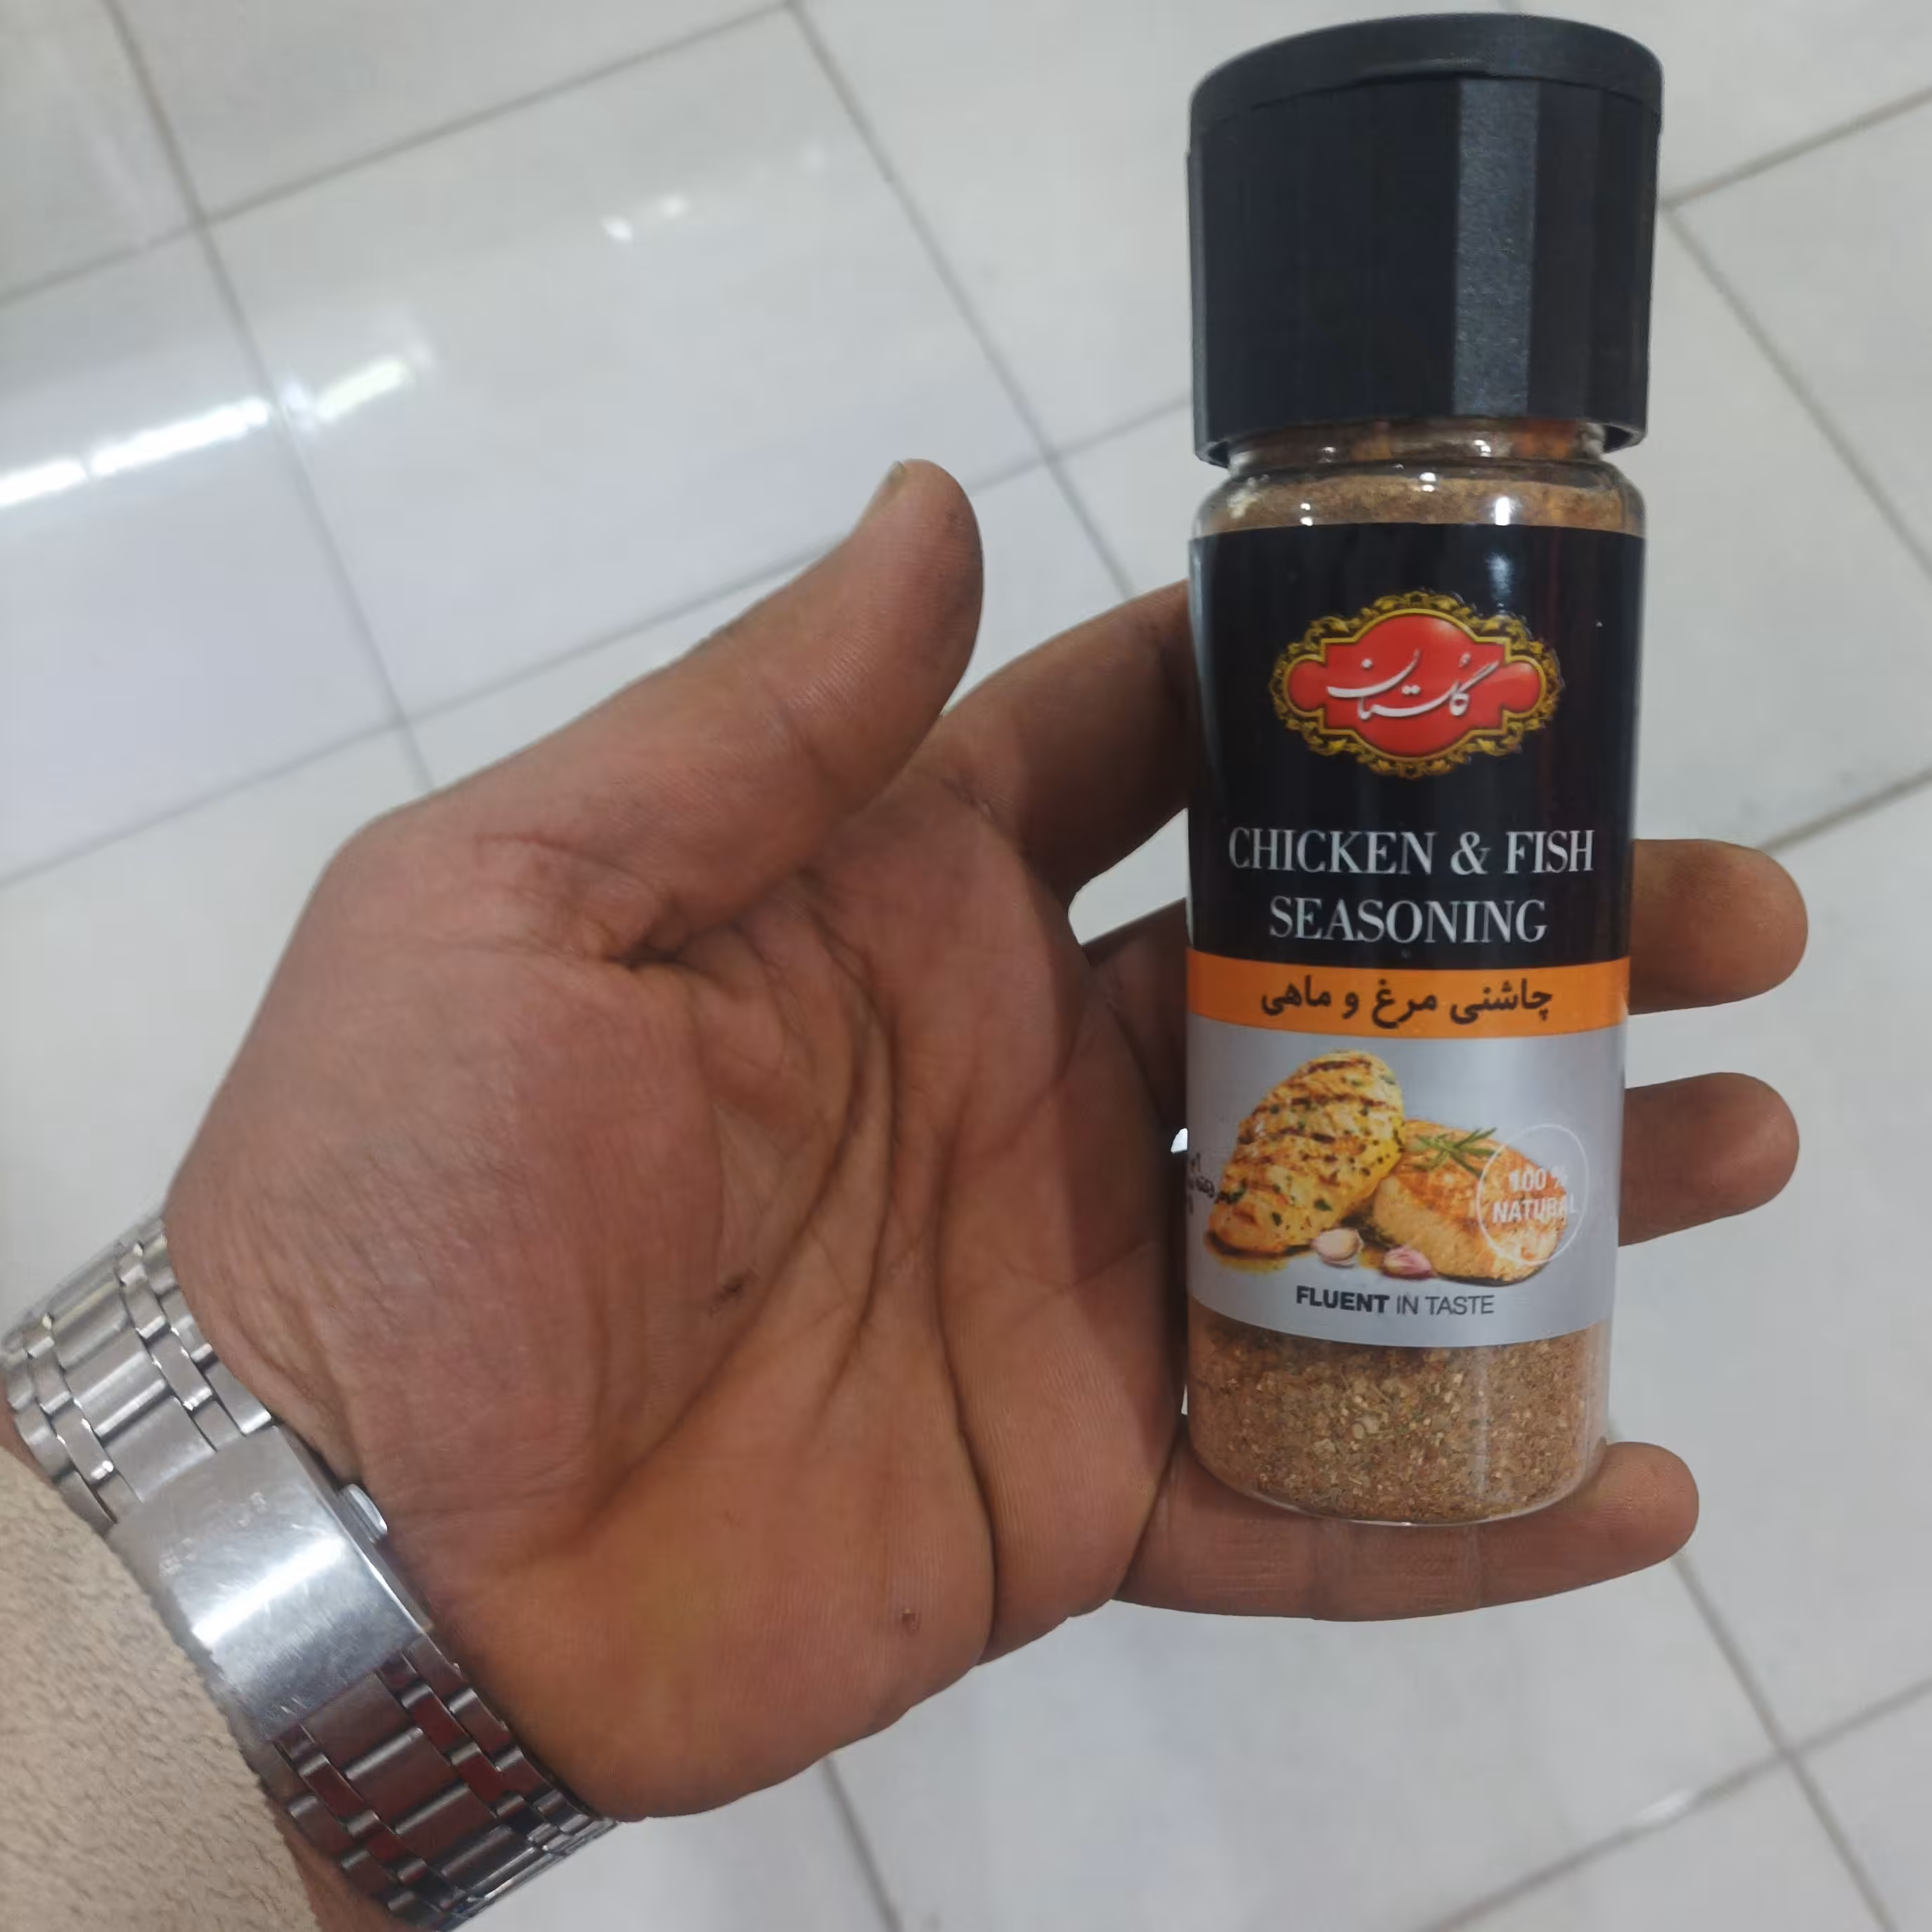 گلستان
CHICKEN & FISH
SEASONING
چاشنی مرغ و ماهی
100 %
NATURAL
FLUENT IN TASTE